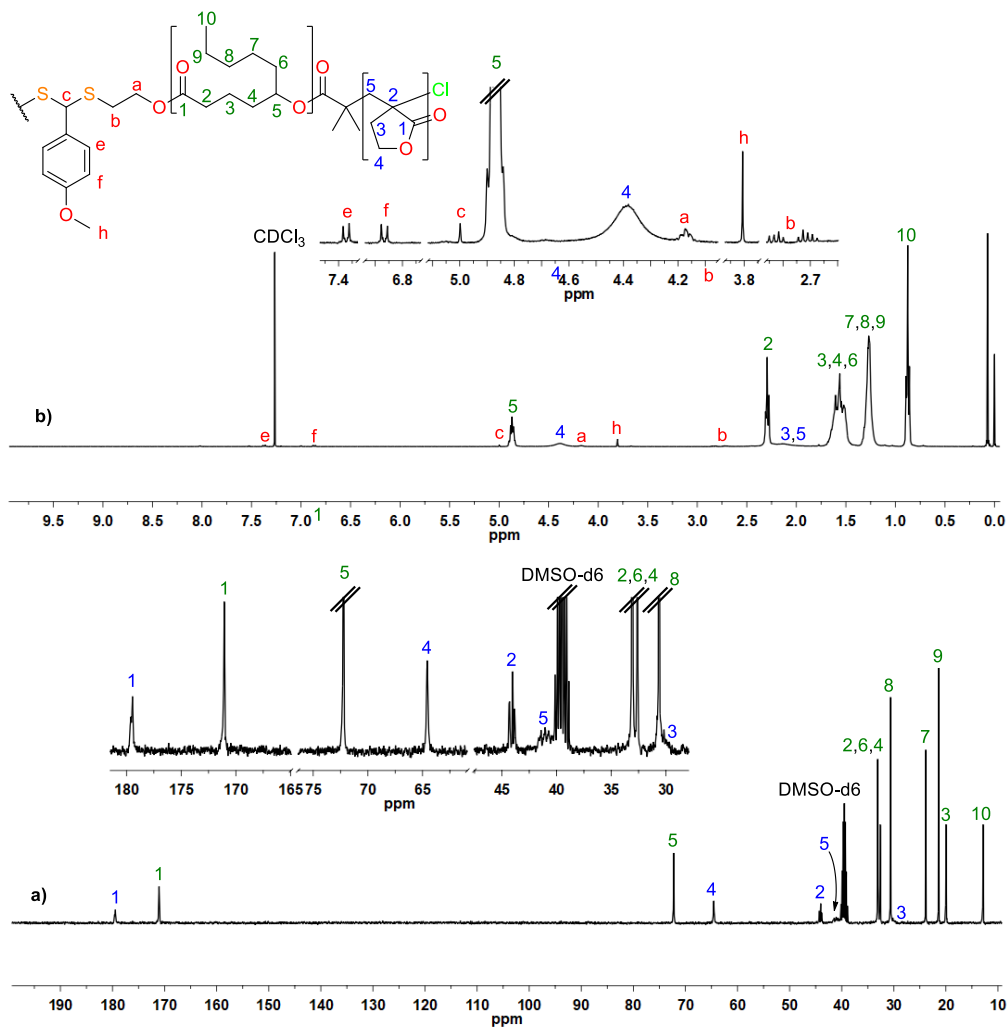 10
9
8
7
6
5
4
3
2
1
O
O
O
O
S
c
S
b
a
e
f
O
h
5
2
Cl
1
O
3
O
4
5
h
e
f
c
4
a
b
10
CDCl3
7.4
6.8
5.0
4.8
4.6
4.4
4.2
3.8
2.7
4
ppm
b
7,8,9
2
3,4,6
b)
e
f
c
5
4
a
h
b
3,5
9.5 9.0 8.5 8.0 7.5 7.0 6.5 6.0 5.5 5.0 4.5 4.0 3.5 3.0 2.5 2.0 1.5 1.0 0.5 0.0
1
ppm
1
1
5
4
2
5
DMSO-d6
2,6,4
8
3
180 175 170 165
75 70 65
45 40 35 30
ppm
ppm
ppm
9
8
7
2,6,4
DMSO-d6
3
10
a)
1
1
5
4
2
5
3
190 180 170 160 150 140 130 120 110 100 90 80 70 60 50 40 30 20 10
ppm